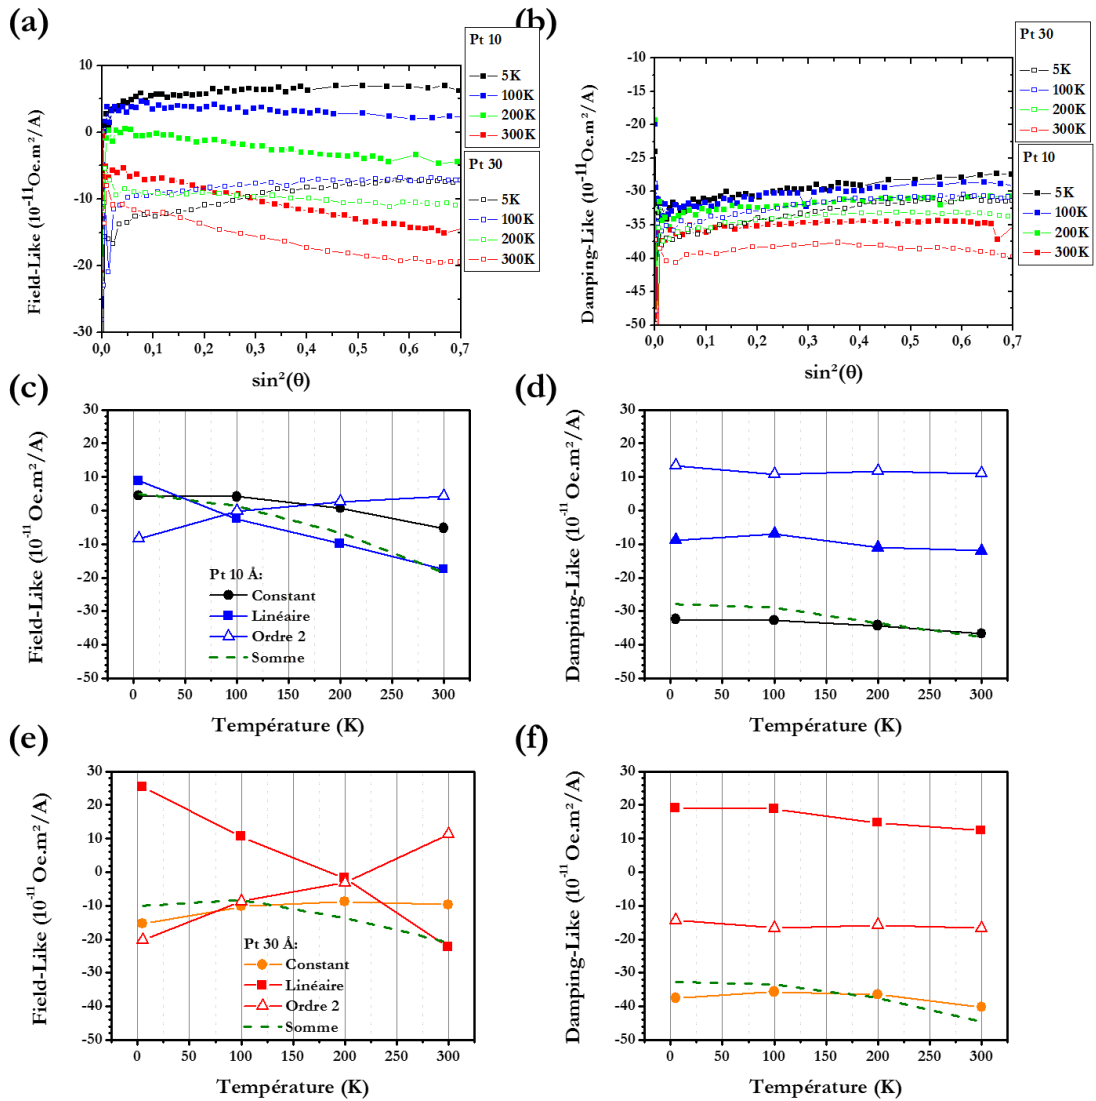 (a)
Field-Like (10⁻¹¹Oe.m²/A)
10
0
-10
-20
-30
0,0 0,1 0,2 0,3 0,4 0,5 0,6 0,7
sin²(θ)
Pt 10
5K
100K
200K
300K
Pt 30
5K
100K
200K
300K
(b)
Damping-Like (10⁻¹¹Oe.m²/A)
-10
-20
-30
-40
-50
0,0 0,1 0,2 0,3 0,4 0,5 0,6 0,7
sin²(θ)
Pt 30
5K
100K
200K
300K
Pt 10
5K
100K
200K
300K
(c)
Field-Like (10⁻¹¹ Oe.m²/A)
30
20
10
0
-10
-20
-30
-40
-50
Pt 10 Å:
Constant
Linéaire
Ordre 2
Somme
0 50 100 150 200 250 300
Température (K)
(d)
Damping-Like (10⁻¹¹ Oe.m²/A)
30
20
10
0
-10
-20
-30
-40
-50
0 50 100 150 200 250 300
Température (K)
(e)
Field-Like (10⁻¹¹ Oe.m²/A)
30
20
10
0
-10
-20
-30
-40
-50
Pt 30 Å:
Constant
Linéaire
Ordre 2
Somme
0 50 100 150 200 250 300
Température (K)
(f)
Damping-Like (10⁻¹¹ Oe.m²/A)
30
20
10
0
-10
-20
-30
-40
-50
0 50 100 150 200 250 300
Température (K)